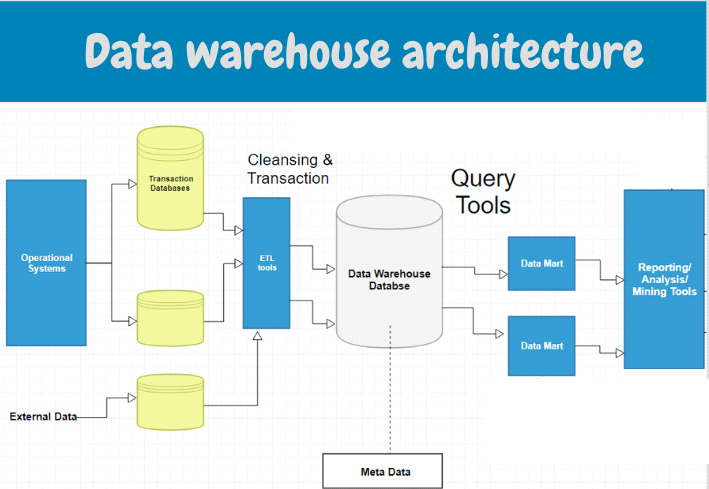 Data warehouse architecture
Cleansing &
Transaction
Query
Tools
Transaction
Databases
Operational
Systems
ETL
tools
Data Warehouse
Databse
Data Mart
Data Mart
Reporting/
Analysis/
Mining Tools
External Data
Meta Data